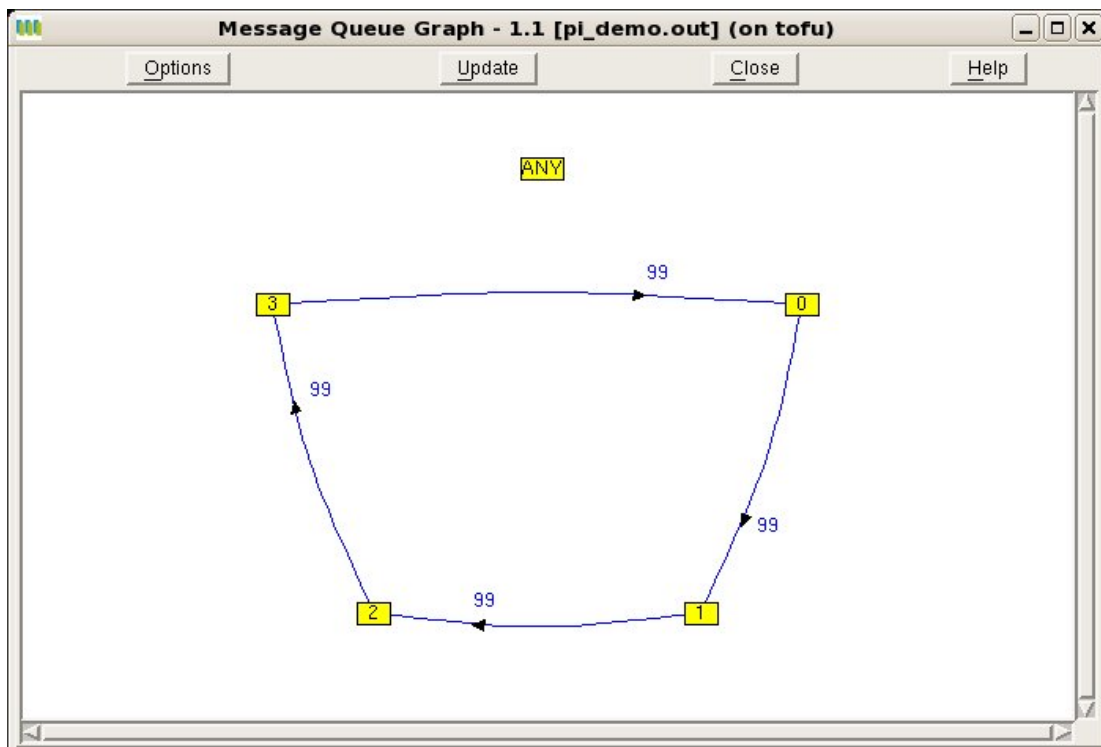 Message Queue Graph - 1.1 [pi_demo.out] (on tofu)
Options Update Close Help
ANY
99
3 0
99
99
99
2 1